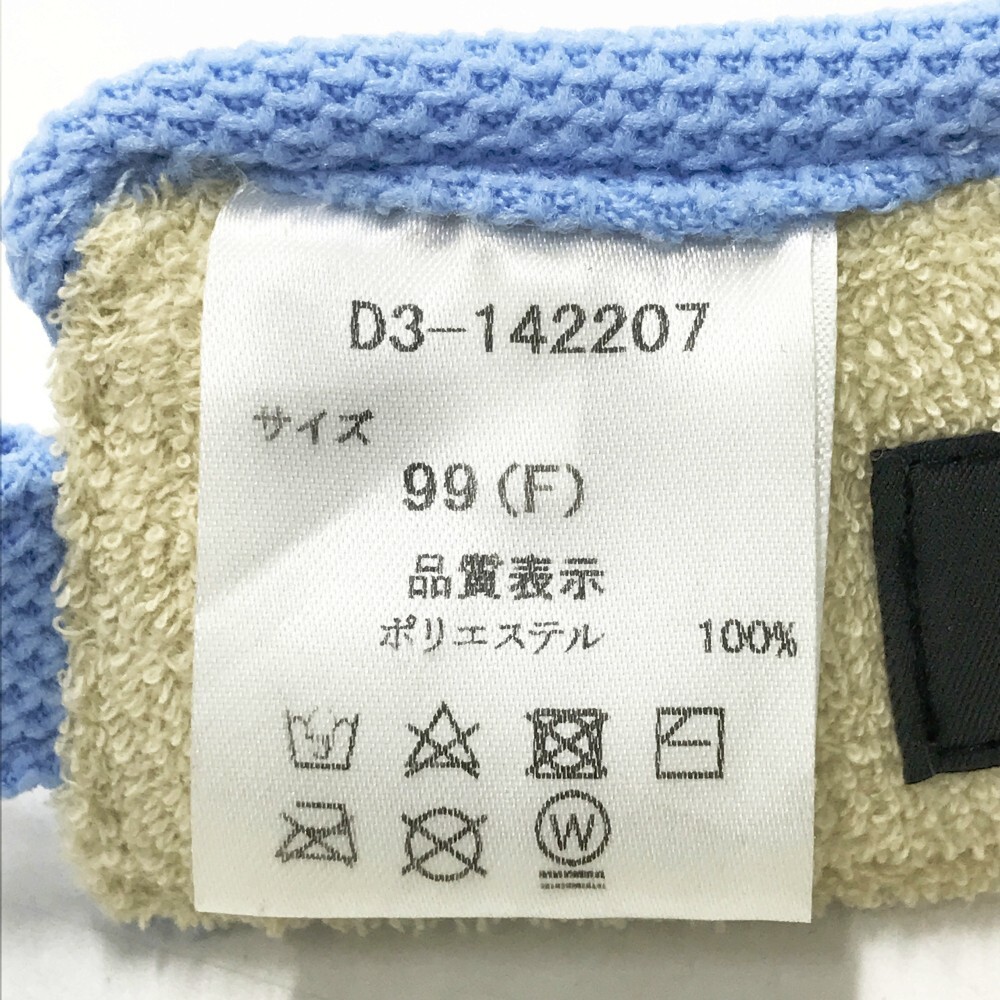 D3-142207
サイズ
99(F)
品質表示
ポリエステル 100%
W